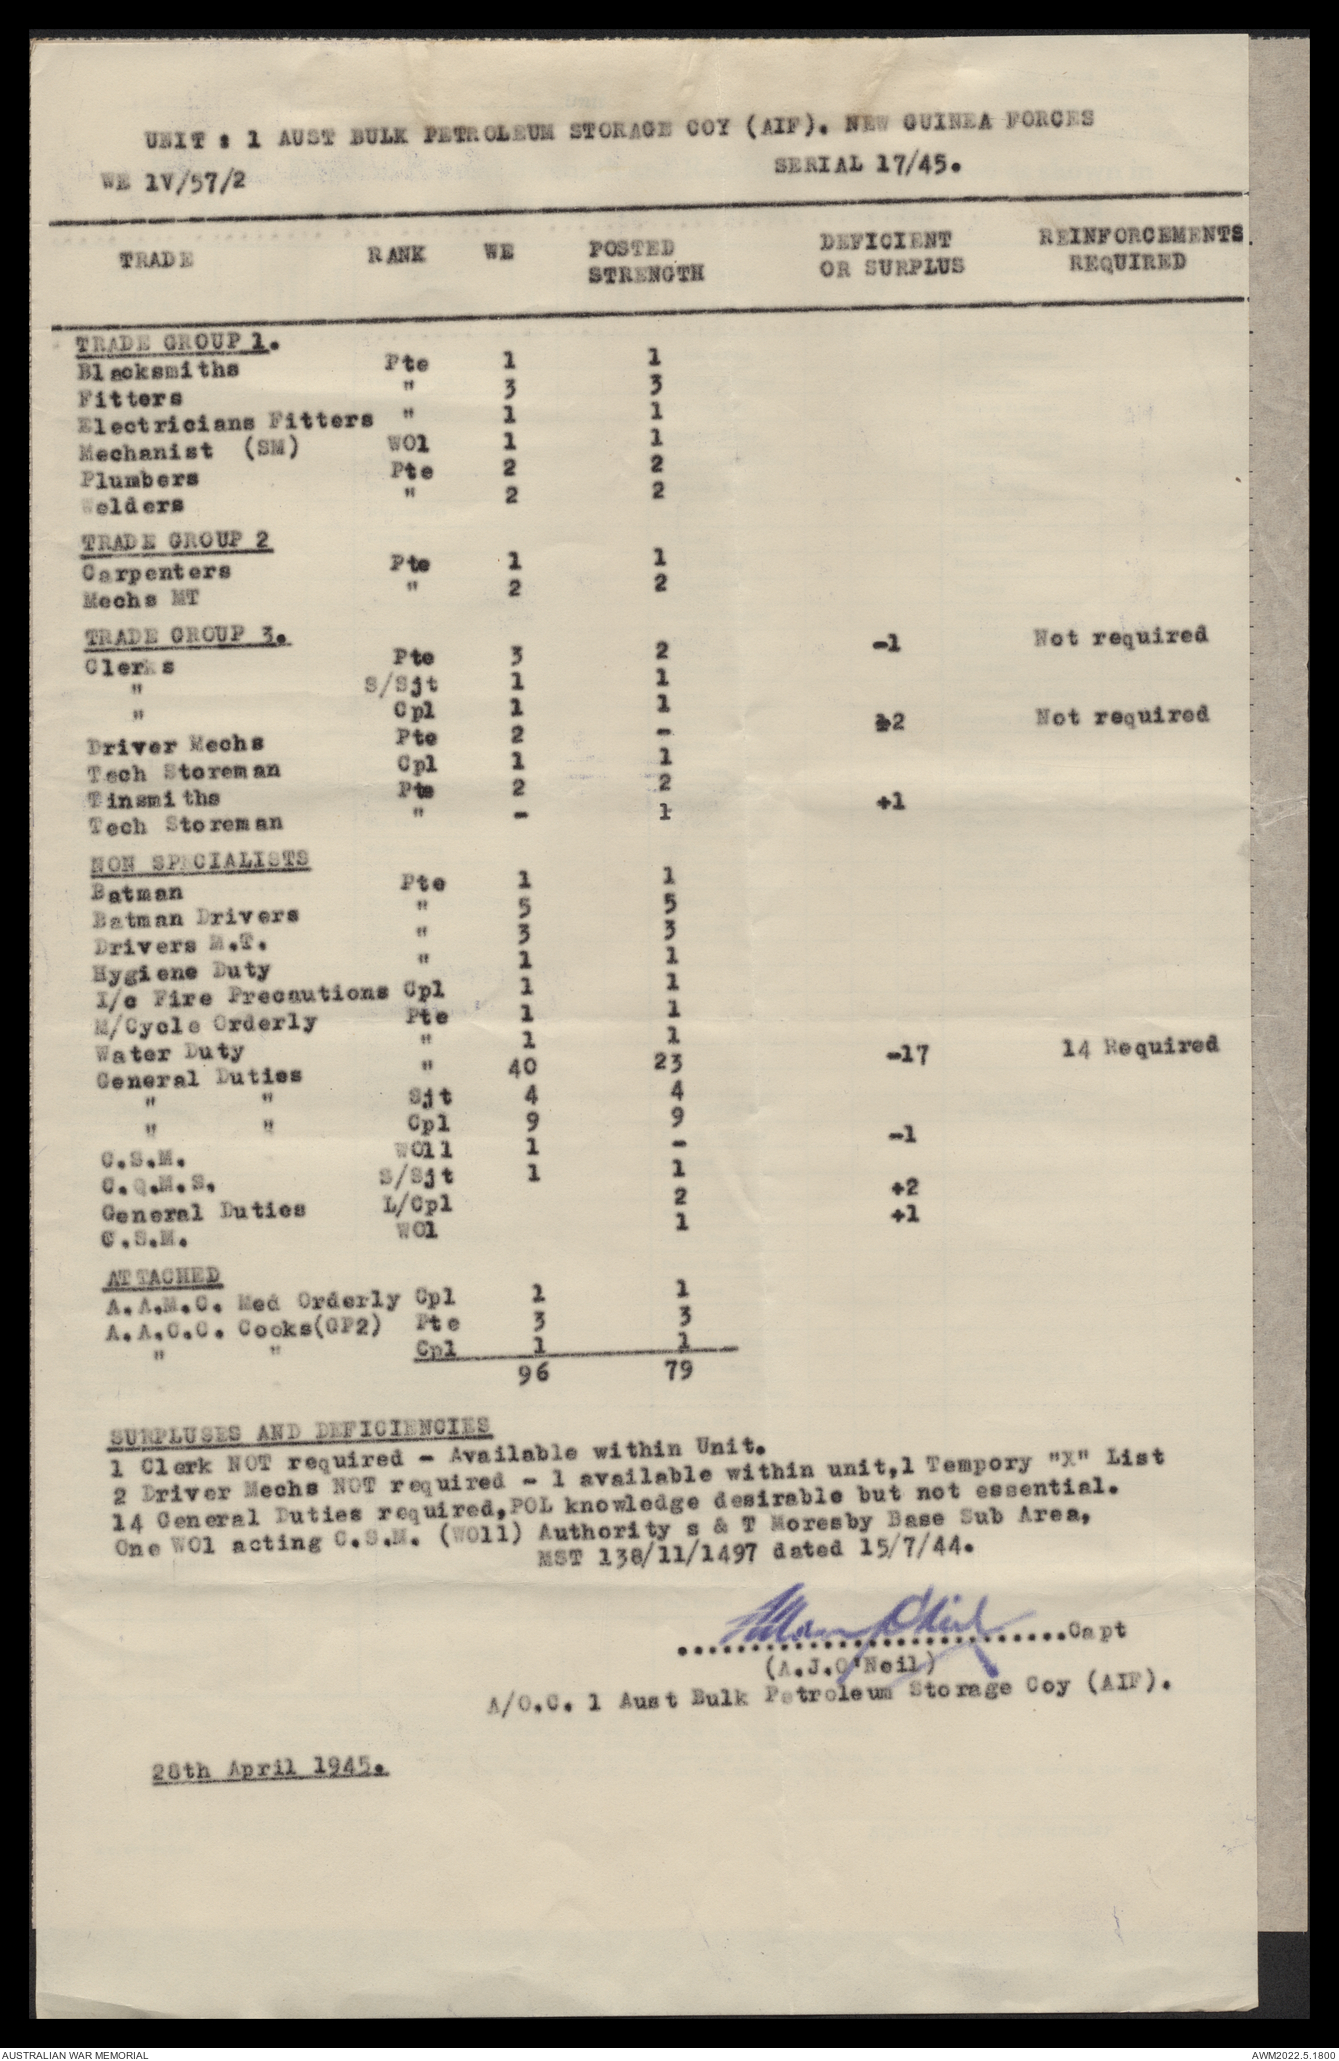 UNIT : 1 AUST BULK PETROLEUM STORAGE COY (AIF). NEW GUINEA FORCES
WE 1V/57/2 SERIAL 17/45.
TRADE RANK WE POSTED STRENGTH DEFICIENT OR SURPLUS REINFORCEMENTS REQUIRED
TRADE GROUP 1.
Blacksmiths Pte 1 1
Fitters " 3 3
Electricians Fitters " 1 1
Mechanist (SM) WO1 1 1
Plumbers Pte 2 2
Welders " 2 2
TRADE GROUP 2
Carpenters Pte 1 1
Mechs MT " 2 2
TRADE GROUP 3.
Clerks Pte 3 2 -1 Not required
" S/Sjt 1 1
" Cpl 1 1
Driver Mechs Pte 2 - 2 Not required
Tech Storeman Cpl 1 1
Tinsmiths Pte 2 2
Tech Storeman " - 1 +1
NON SPECIALISTS
Batman Pte 1 1
Batman Drivers " 5 5
Drivers M.T. " 3 3
Hygiene Duty " 1 1
I/c Fire Precautions Cpl 1 1
M/Cycle Orderly Pte 1 1
Water Duty " 1 1
General Duties " 40 23 -17 14 Required
" " Sjt 4 4
" " Cpl 9 9
C.S.M. WO11 1 - -1
C.Q.M.S. S/Sjt 1 1
General Duties L/Cpl 2 +2
C.S.M. WO1 1 +1
ATTACHED
A.A.M.C. Med Orderly Cpl 1 1
A.A.C.C. Cooks(GP2) Pte 3 3
" " Cpl 1 1
96 79
SURPLUSES AND DEFICIENCIES
1 Clerk NOT required - Available within Unit.
2 Driver Mechs NOT required - 1 available within unit,1 Tempory "X" List
14 General Duties required,POL knowledge desirable but not essential.
One WO1 acting C.S.M. (WO11) Authority s & T Moresby Base Sub Area,
MST 138/11/1497 dated 15/7/44.
..........................Capt
(A.J.O'Neil)
A/O.C. 1 Aust Bulk Petroleum Storage Coy (AIF).
28th April 1945.
AUSTRALIAN WAR MEMORIAL AWM2022.5.1800